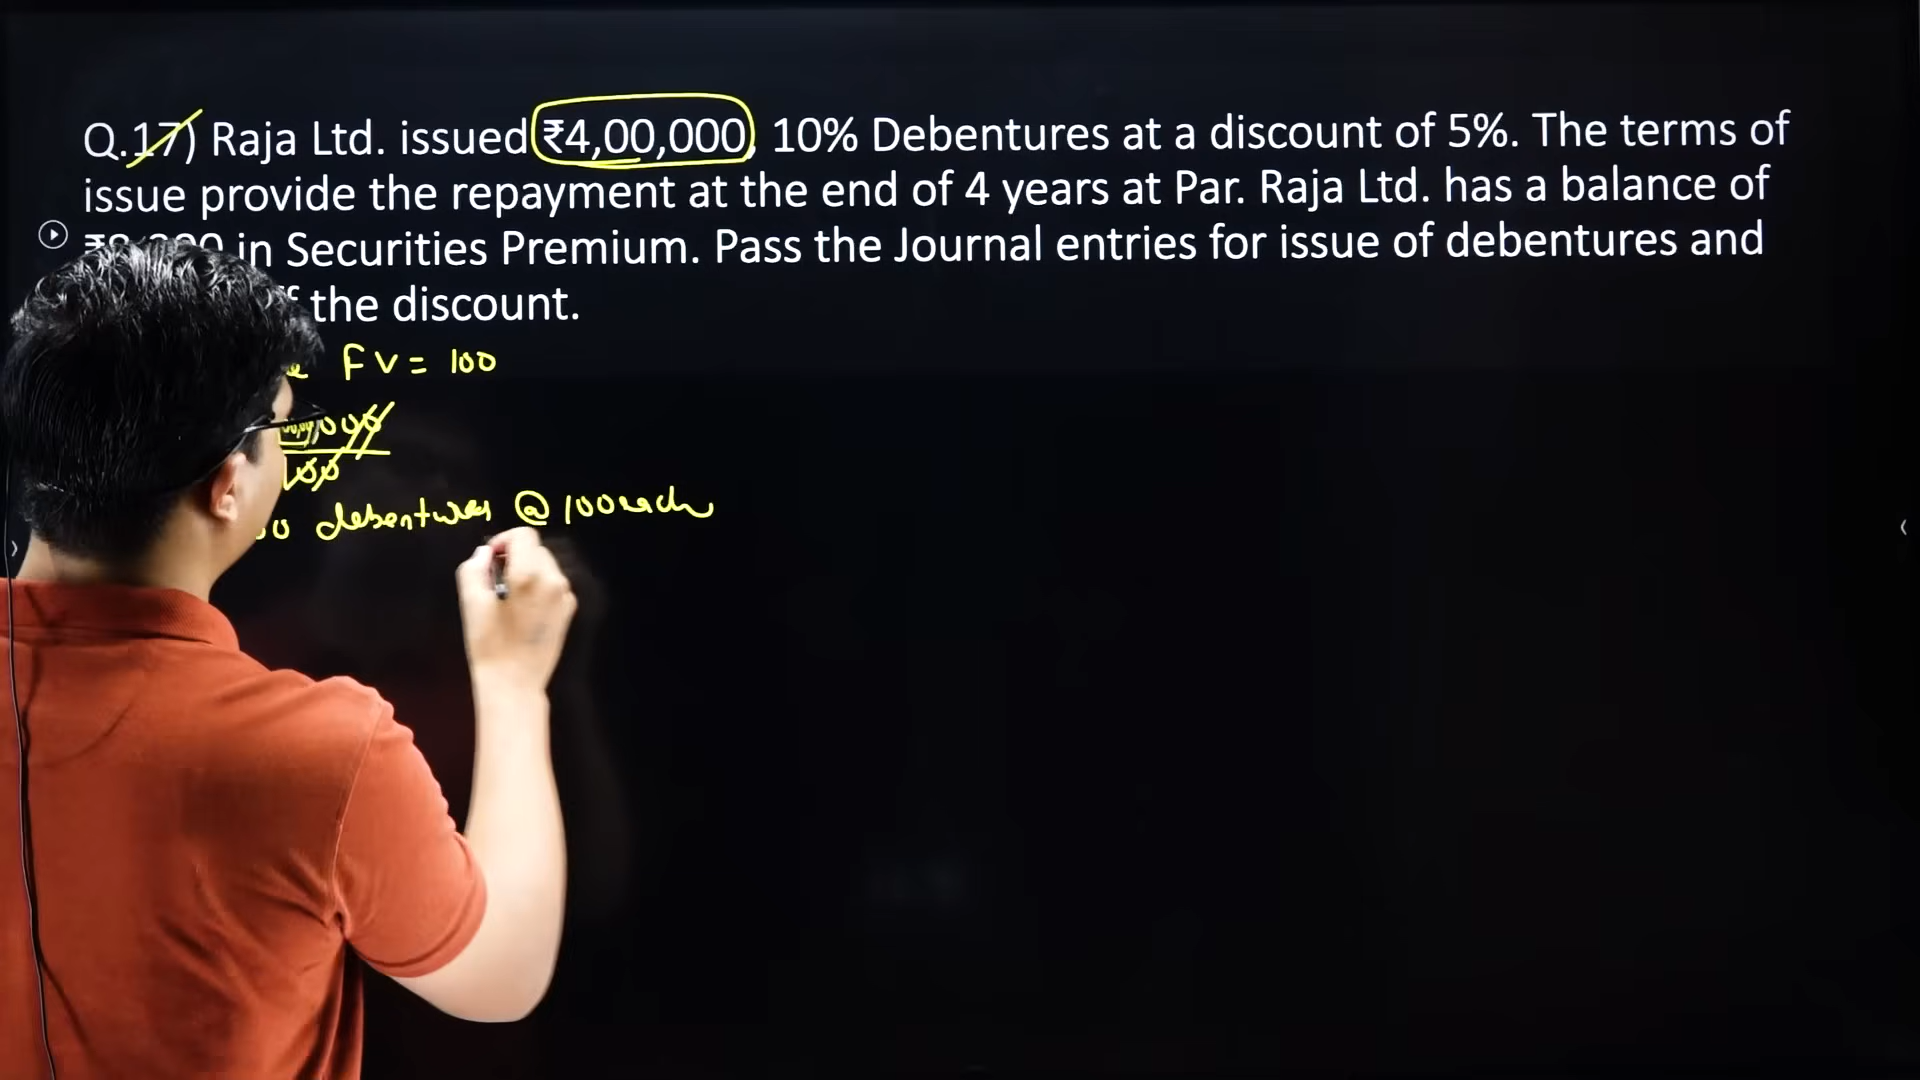 Q.17) Raja Ltd. issued ₹4,00,000, 10% Debentures at a discount of 5%. The terms of
issue provide the repayment at the end of 4 years at Par. Raja Ltd. has a balance of
in Securities Premium. Pass the Journal entries for issue of debentures and
the discount.
FV = 100
100
debentures @ 100 each